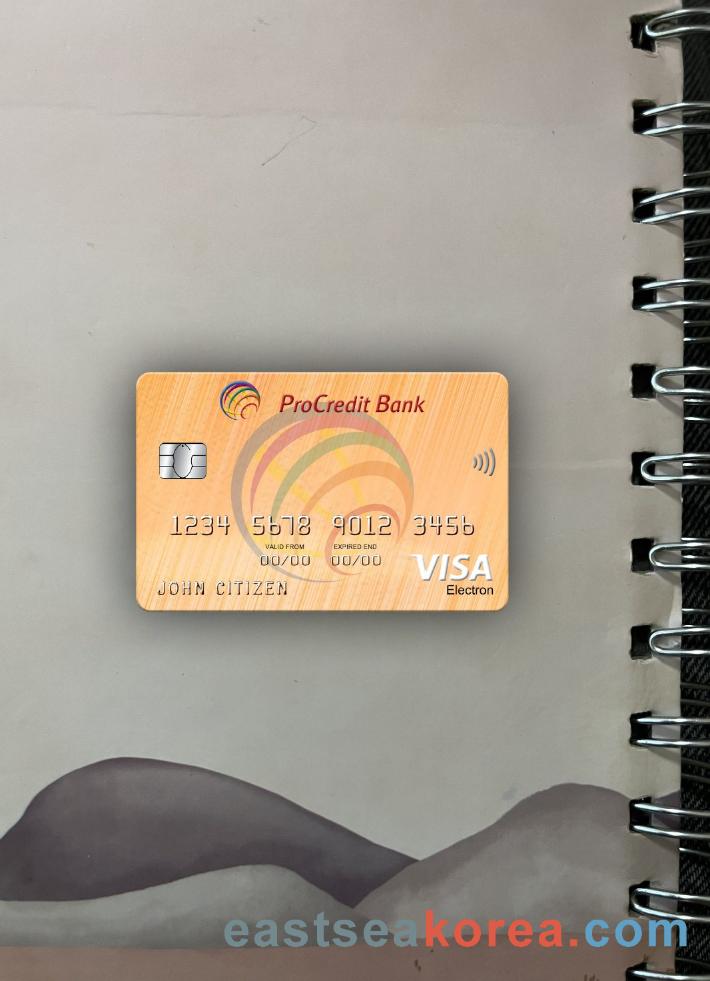 ProCredit Bank
1234 5678 9012 3456
VALID FROM EXPIRED END
00/00 00/00
VISA
JOHN CITIZEN
Electron
eastseakorea.com